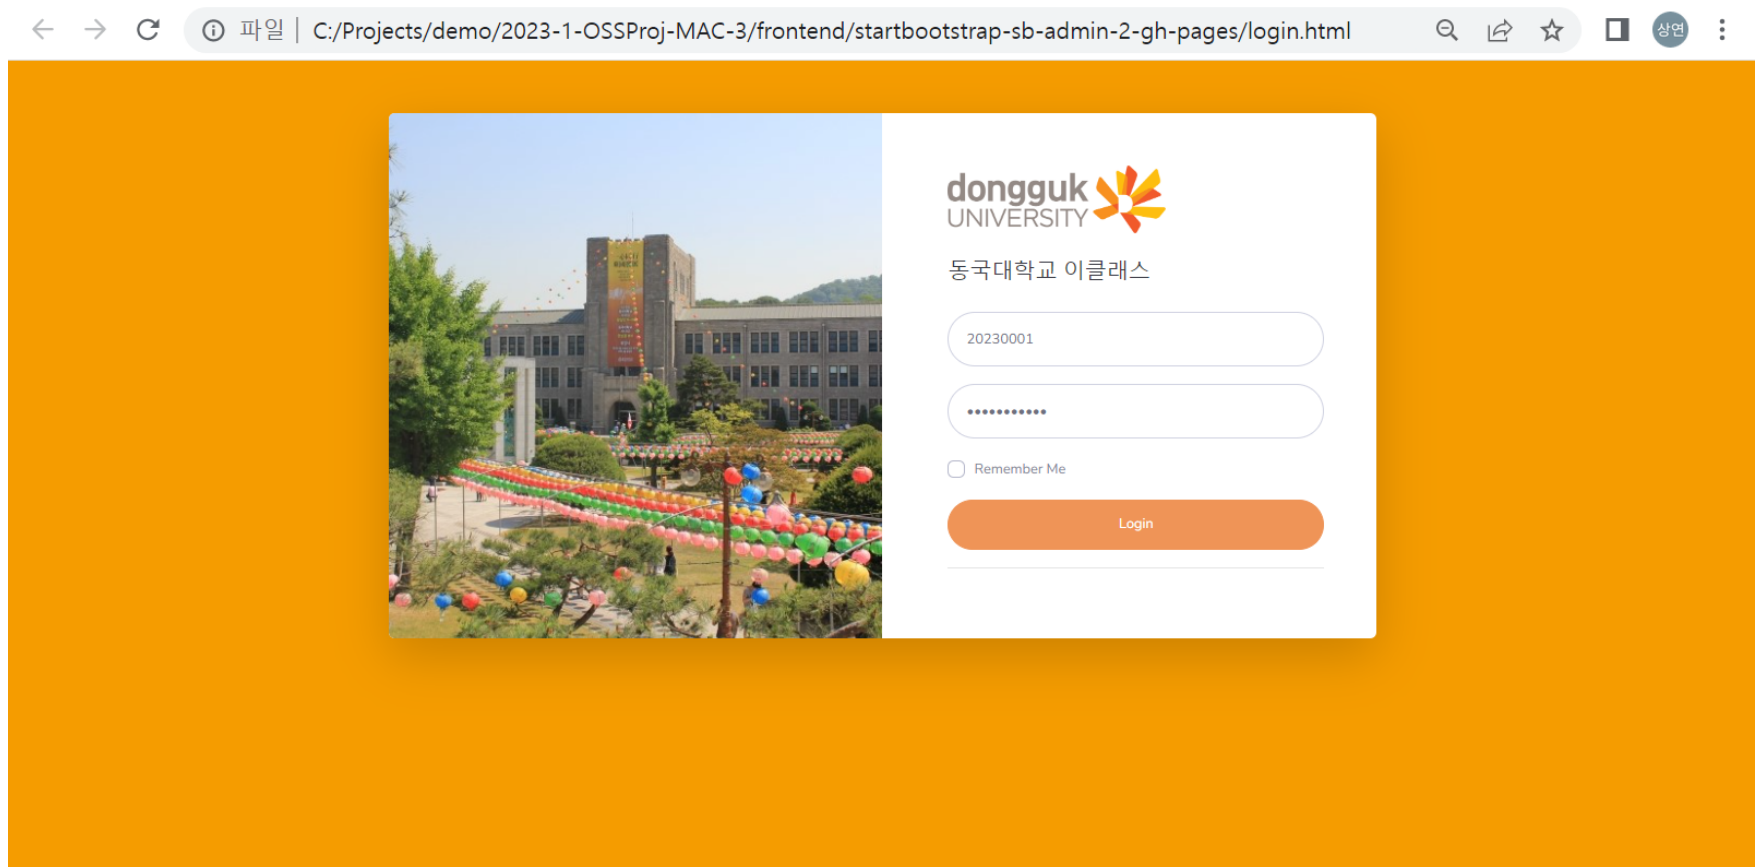 파일 | C:/Projects/demo/2023-1-OSSProj-MAC-3/frontend/startbootstrap-sb-admin-2-gh-pages/login.html
상연
dongguk
UNIVERSITY
동국대학교 이클래스
20230001
•••••••••••
Remember Me
Login